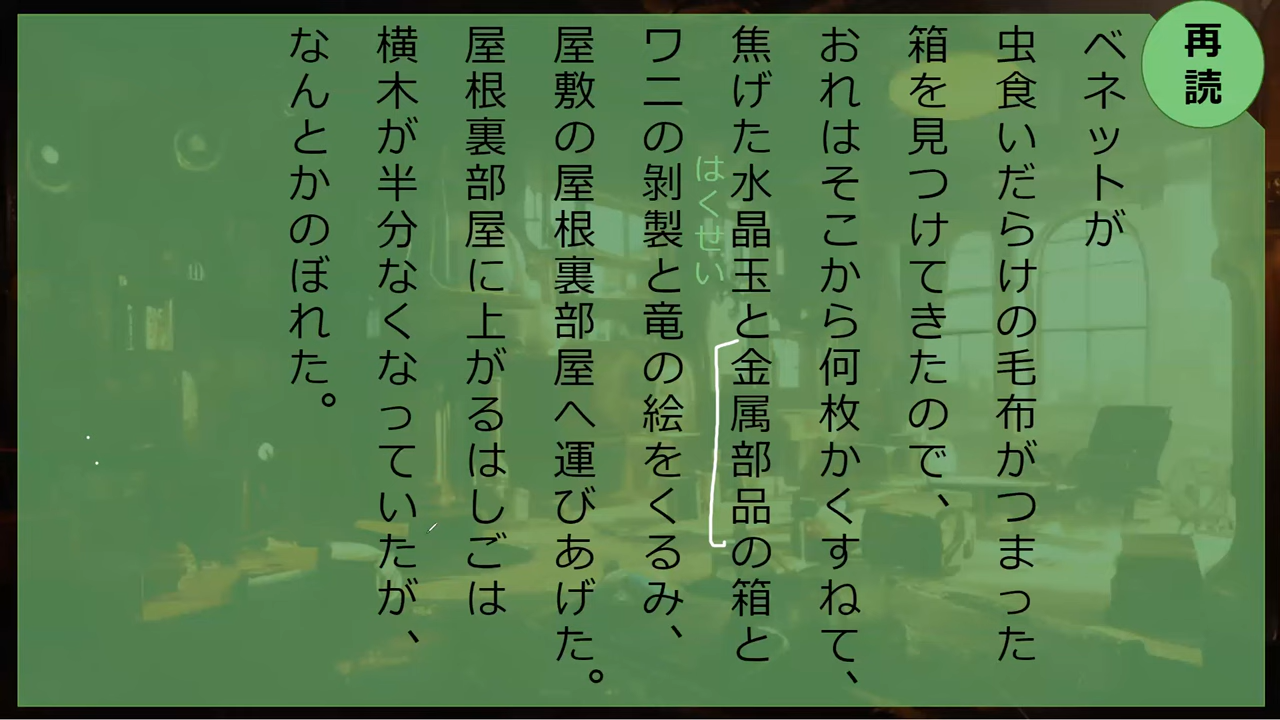 再読
ベネットが
虫食いだらけの毛布がつまった
箱を見つけてきたので、
おれはそこから何枚かくすねて、
焦げた水晶玉と金属部品の箱と
はくせい
ワニの剝製と竜の絵をくるみ、
屋敷の屋根裏部屋へ運びあげた。
屋根裏部屋に上がるはしごは
横木が半分なくなっていたが、
なんとかのぼれた。